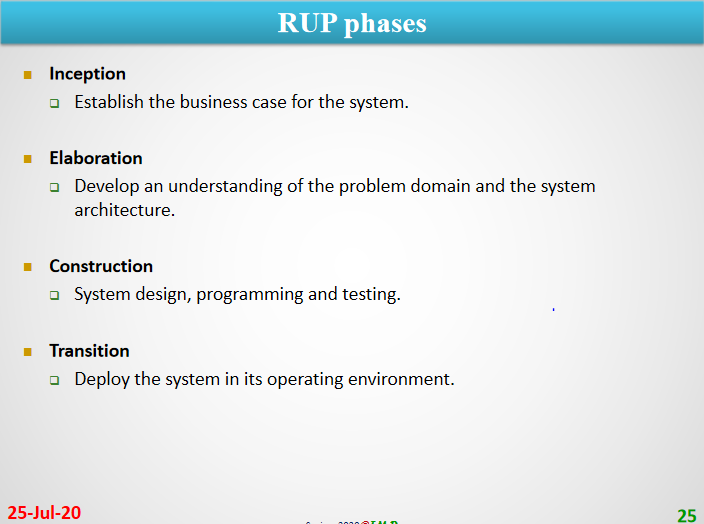 RUP phases
Inception
Establish the business case for the system.
Elaboration
Develop an understanding of the problem domain and the system
architecture.
Construction
System design, programming and testing.
Transition
Deploy the system in its operating environment.
25-Jul-20
25